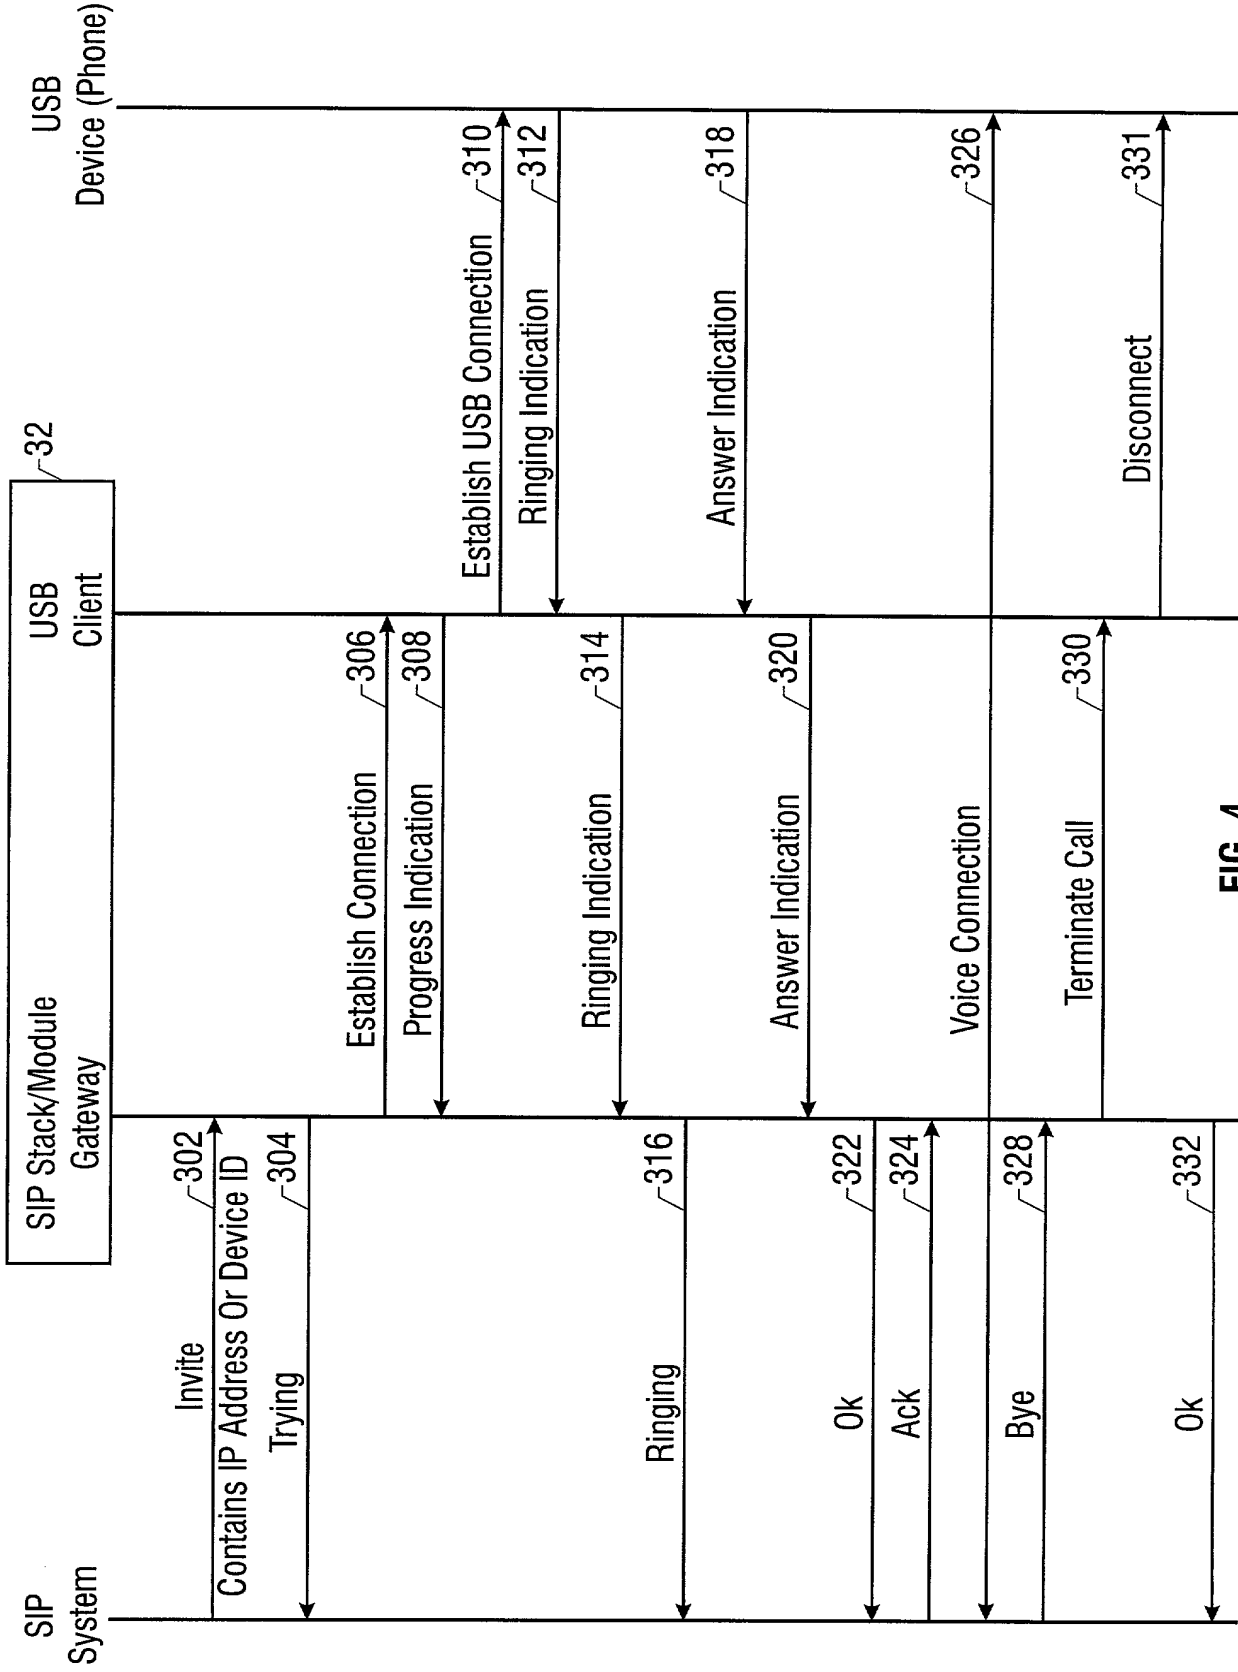 SIP
System
SIP Stack/Module
Gateway
USB
Client
32
USB
Device (Phone)
Invite
302
Contains IP Address Or Device ID
Trying
304
Establish Connection
306
Progress Indication
308
Establish USB Connection
310
Ringing Indication
312
Ringing Indication
314
Ringing
316
Answer Indication
318
Answer Indication
320
Ok
322
Ack
324
Voice Connection
326
Bye
328
Terminate Call
330
Disconnect
331
Ok
332
FIG. 4